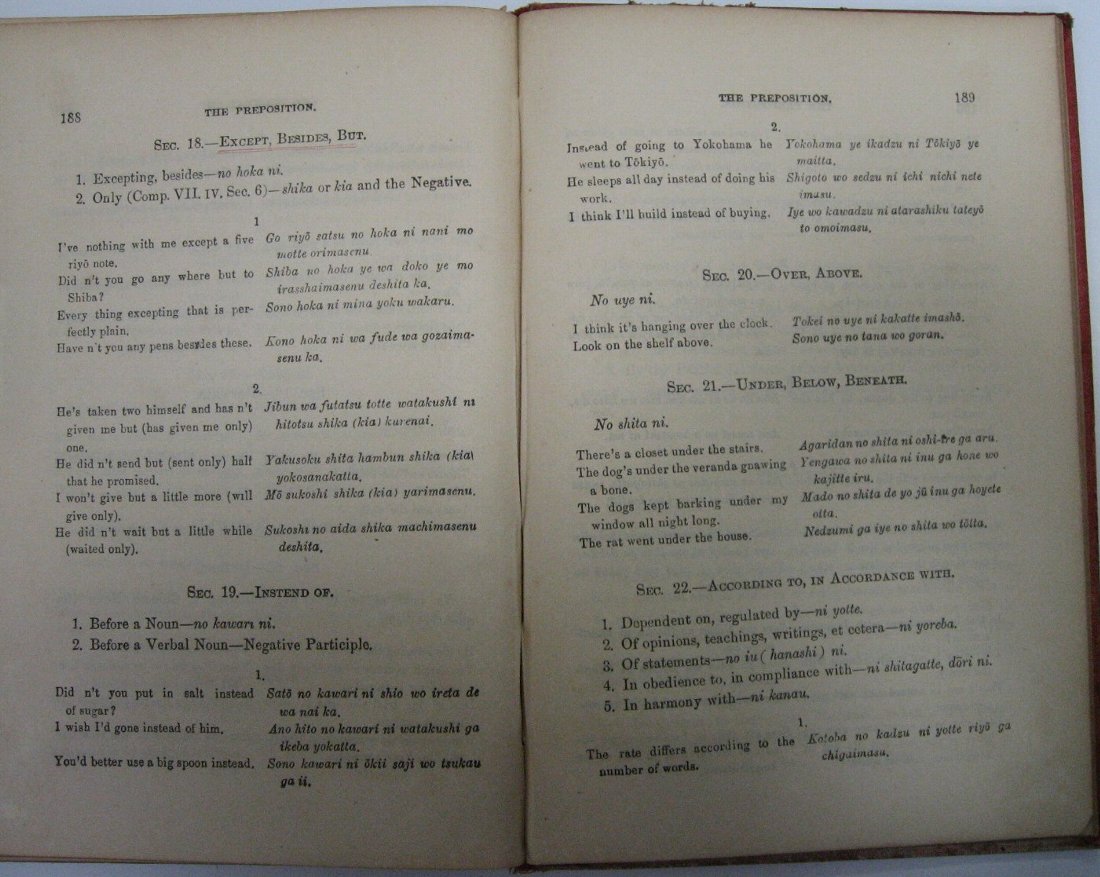 188
THE PREPOSITION.
SEC. 18.—EXCEPT, BESIDES, BUT.
1. Excepting, besides—no hoka ni.
2. Only (Comp. VII. IV. Sec. 6)—shika or kia and the Negative.
1
I've nothing with me except a five
riyō note.
Go riyō satsu no hoka ni nani mo
motte orimasenu
Did n't you go any where but to
Shiba?
Shiba no hoka ye wa doko ye mo
irasshaimasenu deshita ka.
Every thing excepting that is per-
fectly plain.
Sono hoka ni mina yoku wakaru.
Have n't you any pens besides these.
Kono hoka ni wa fude wa gozaima-
senu ka.
2.
He's taken two himself and has n't
given me but (has given me only)
one.
Jibun wa futatsu totte watakushi ni
hitotsu shika (kia) kurenai.
He did n't send but (sent only) half
that he promised.
Yakusoku shita hambun shika (kia)
yokosanakatta.
I won't give but a little more (will
give only).
Mō sukoshi shika (kia) yarimasenu.
He did n't wait but a little while
(waited only).
Sukoshi no aida shika machimasenu
deshita.
SEC. 19.—INSTEND OF.
1. Before a Noun—no kawari ni.
2. Before a Verbal Noun—Negative Participle.
1.
Did n't you put in salt instead
of sugar?
Satō no kawari ni shio wo ireta de
wa nai ka.
I wish I'd gone instead of him.
Ano hito no kawari ni watakushi ga
ikeba yokatta.
You'd better use a big spoon instead.
Sono kawari ni ōkii saji wo tsukau
ga ii.
THE PREPOSITION.
189
2.
Instead of going to Yokohama he
went to Tōkiyō.
Yokohama ye ikadzu ni Tōkiyō ye
maitta.
He sleeps all day instead of doing his
work.
Shigoto wo sedzu ni ichi nichi nete
imasu.
I think I'll build instead of buying.
Iye wo kawadzu ni atarashiku tateyō
to omoimasu.
SEC. 20.—OVER, ABOVE.
No uye ni.
I think it's hanging over the clock.
Tokei no uye ni kakatte imashō.
Look on the shelf above.
Sono uye no tana wo goran.
SEC. 21.—UNDER, BELOW, BENEATH.
No shita ni.
There's a closet under the stairs.
Agaridan no shita ni oshi-ire ga aru.
The dog's under the veranda gnawing
a bone.
Yengawa no shita ni inu ga hone wo
kajitte iru.
The dogs kept barking under my
window all night long.
Mado no shita de yo jū inu ga hoyete
oita.
The rat went under the house.
Nedzumi ga iye no shita wo tōtta.
SEC. 22.—ACCORDING TO, IN ACCORDANCE WITH.
1. Dependent on, regulated by—ni yotte.
2. Of opinions, teachings, writings, et cetera—ni yoreba.
3. Of statements—no iu (hanashi) ni.
4. In obedience to, in compliance with—ni shitagatte, dōri ni.
5. In harmony with—ni kanau.
1.
The rate differs according to the
number of words.
Kotoba no kadzu ni yotte riyō ga
chigaimasu.